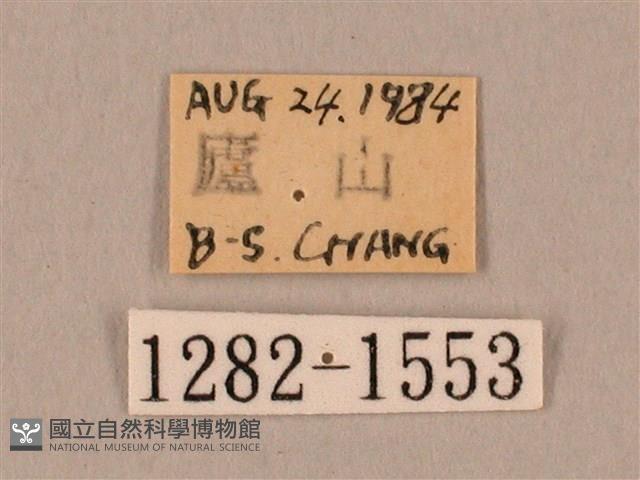 AUG 24.1984
廬山
B-S. CHANG
1282-1553
國立自然科學博物館
NATIONAL MUSEUM OF NATURAL SCIENCE